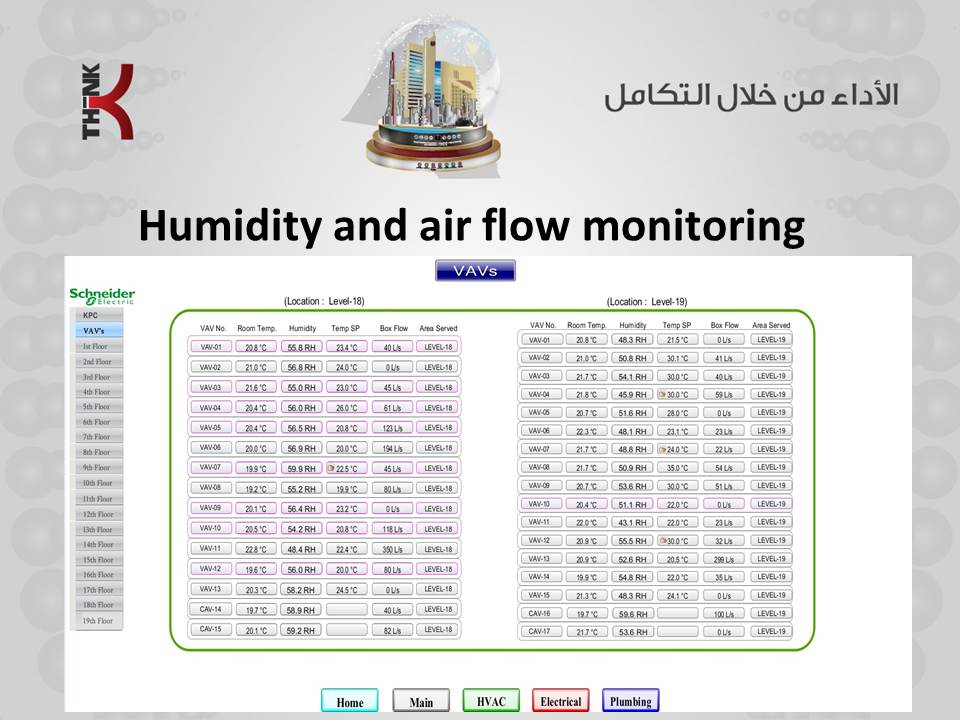 THINK
الأداء من خلال التكامل
Humidity and air flow monitoring
VAVs
Schneider
Electric
KPC
VAV's
1st Floor
2nd Floor
3rd Floor
4th Floor
5th Floor
6th Floor
7th Floor
8th Floor
9th Floor
10th Floor
11th Floor
12th Floor
13th Floor
14th Floor
15th Floor
16th Floor
17th Floor
18th Floor
19th Floor
(Location : Level-18)
VAV No. Room Temp. Humidity Temp SP Box Flow Area Served
VAV-01 20.8 °C 55.8 RH 23.4 °C 40 L/s LEVEL-18
VAV-02 21.0 °C 56.8 RH 24.0 °C 0 L/s LEVEL-18
VAV-03 21.6 °C 55.0 RH 23.0 °C 45 L/s LEVEL-18
VAV-04 20.4 °C 56.0 RH 26.0 °C 61 L/s LEVEL-18
VAV-05 20.4 °C 56.5 RH 20.8 °C 123 L/s LEVEL-18
VAV-06 20.0 °C 56.9 RH 20.0 °C 194 L/s LEVEL-18
VAV-07 19.9 °C 59.9 RH 22.5 °C 45 L/s LEVEL-18
VAV-08 19.2 °C 55.2 RH 19.9 °C 80 L/s LEVEL-18
VAV-09 20.1 °C 56.4 RH 23.2 °C 0 L/s LEVEL-18
VAV-10 20.5 °C 54.2 RH 20.8 °C 118 L/s LEVEL-18
VAV-11 22.8 °C 48.4 RH 22.4 °C 350 L/s LEVEL-18
VAV-12 19.6 °C 56.0 RH 20.0 °C 80 L/s LEVEL-18
VAV-13 20.3 °C 58.2 RH 24.5 °C 0 L/s LEVEL-18
CAV-14 19.7 °C 58.9 RH 40 L/s LEVEL-18
CAV-15 20.1 °C 59.2 RH 82 L/s LEVEL-18
(Location : Level-19)
VAV No. Room Temp. Humidity Temp SP Box Flow Area Served
VAV-01 20.8 °C 48.3 RH 21.5 °C 0 L/s LEVEL-19
VAV-02 21.0 °C 50.8 RH 30.1 °C 41 L/s LEVEL-19
VAV-03 21.7 °C 54.1 RH 30.0 °C 40 L/s LEVEL-19
VAV-04 21.8 °C 45.9 RH 30.0 °C 59 L/s LEVEL-19
VAV-05 20.7 °C 51.6 RH 28.0 °C 0 L/s LEVEL-19
VAV-06 22.3 °C 48.1 RH 23.1 °C 23 L/s LEVEL-19
VAV-07 21.7 °C 48.8 RH 24.0 °C 22 L/s LEVEL-19
VAV-08 21.7 °C 50.9 RH 35.0 °C 54 L/s LEVEL-19
VAV-09 20.7 °C 53.6 RH 30.0 °C 51 L/s LEVEL-19
VAV-10 20.4 °C 51.1 RH 22.0 °C 0 L/s LEVEL-19
VAV-11 22.0 °C 43.1 RH 22.0 °C 23 L/s LEVEL-19
VAV-12 20.9 °C 55.5 RH 30.0 °C 32 L/s LEVEL-19
VAV-13 20.9 °C 52.6 RH 20.5 °C 299 L/s LEVEL-19
VAV-14 19.9 °C 54.8 RH 22.0 °C 35 L/s LEVEL-19
VAV-15 21.3 °C 48.3 RH 24.1 °C 0 L/s LEVEL-19
CAV-16 19.7 °C 59.6 RH 100 L/s LEVEL-19
CAV-17 21.7 °C 53.6 RH 0 L/s LEVEL-19
Home Main HVAC Electrical Plumbing